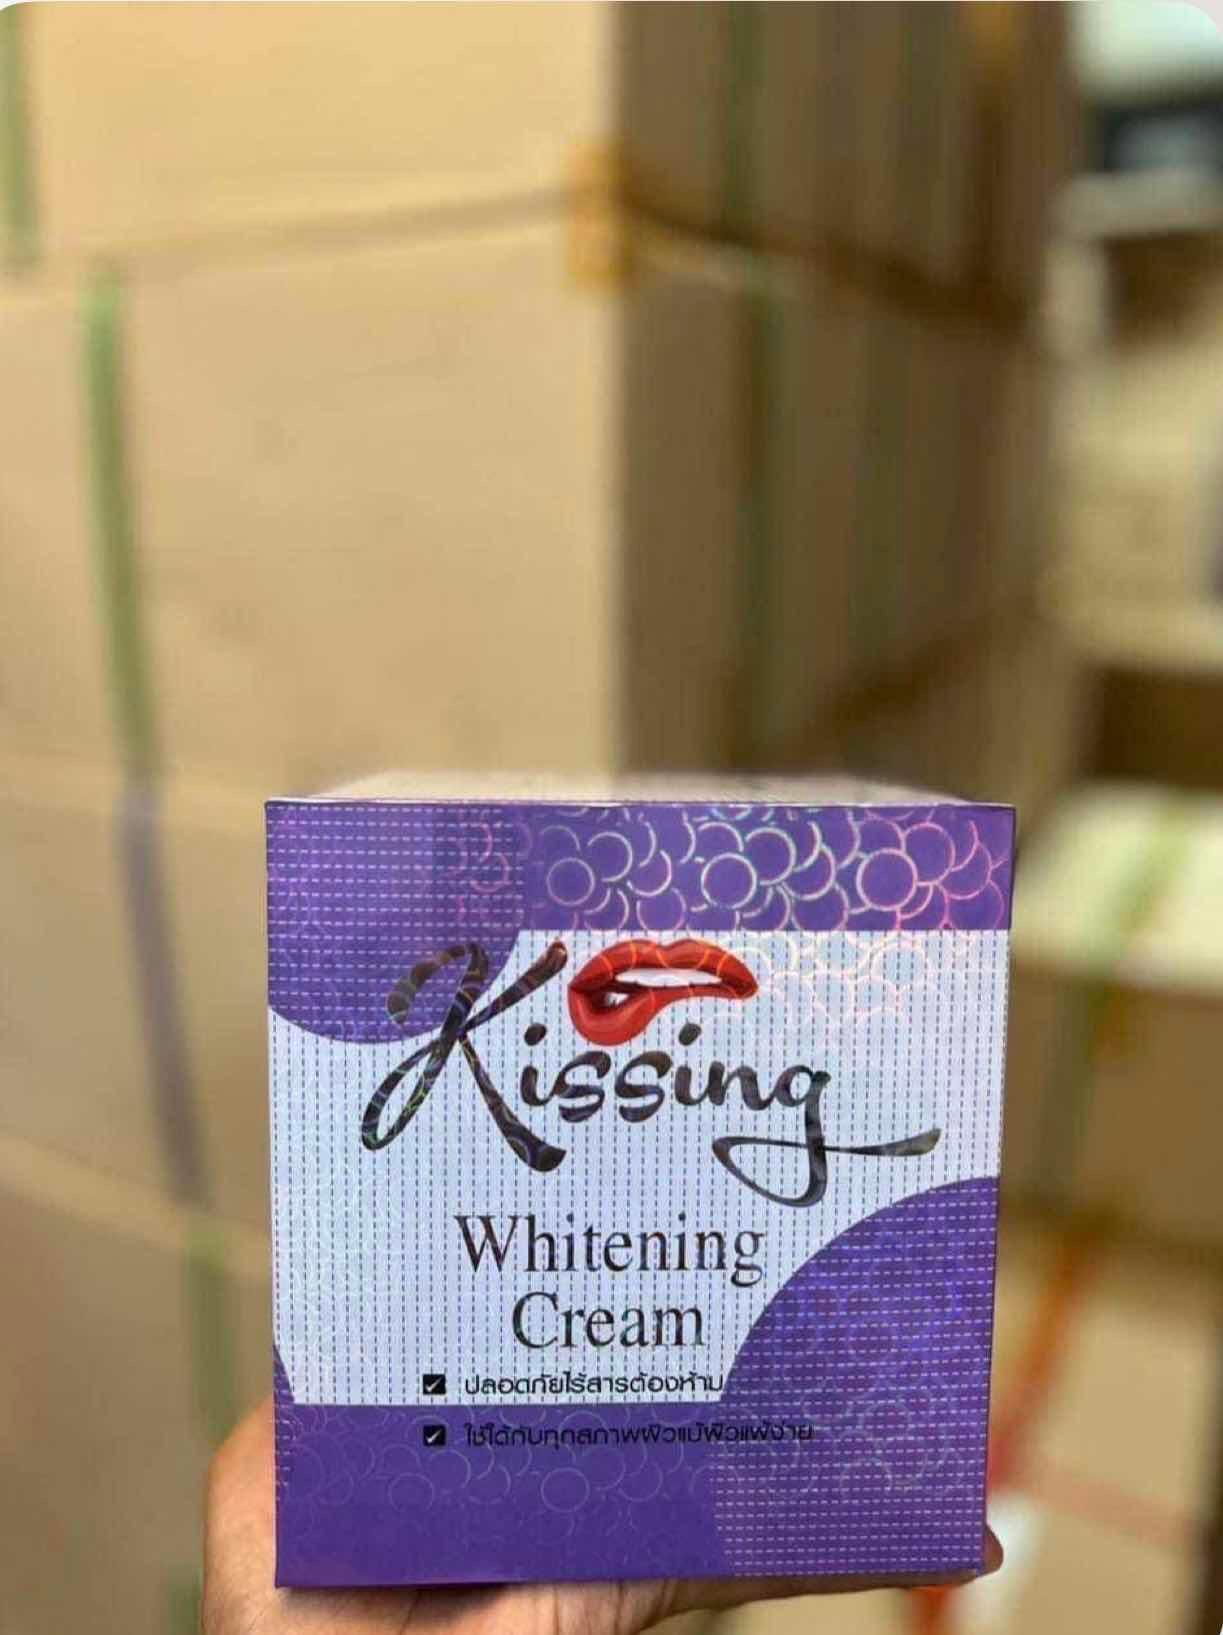 Kissing
Whitening
Cream
ปลอดภัยไร้สารต้องห้าม
ใช้ได้กับทุกสภาพผิวแม้ผิวแพ้ง่าย